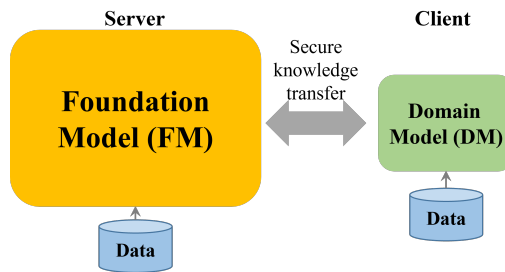 Server
Client
Secure
knowledge
transfer
Foundation
Model (FM)
Domain
Model (DM)
Data
Data